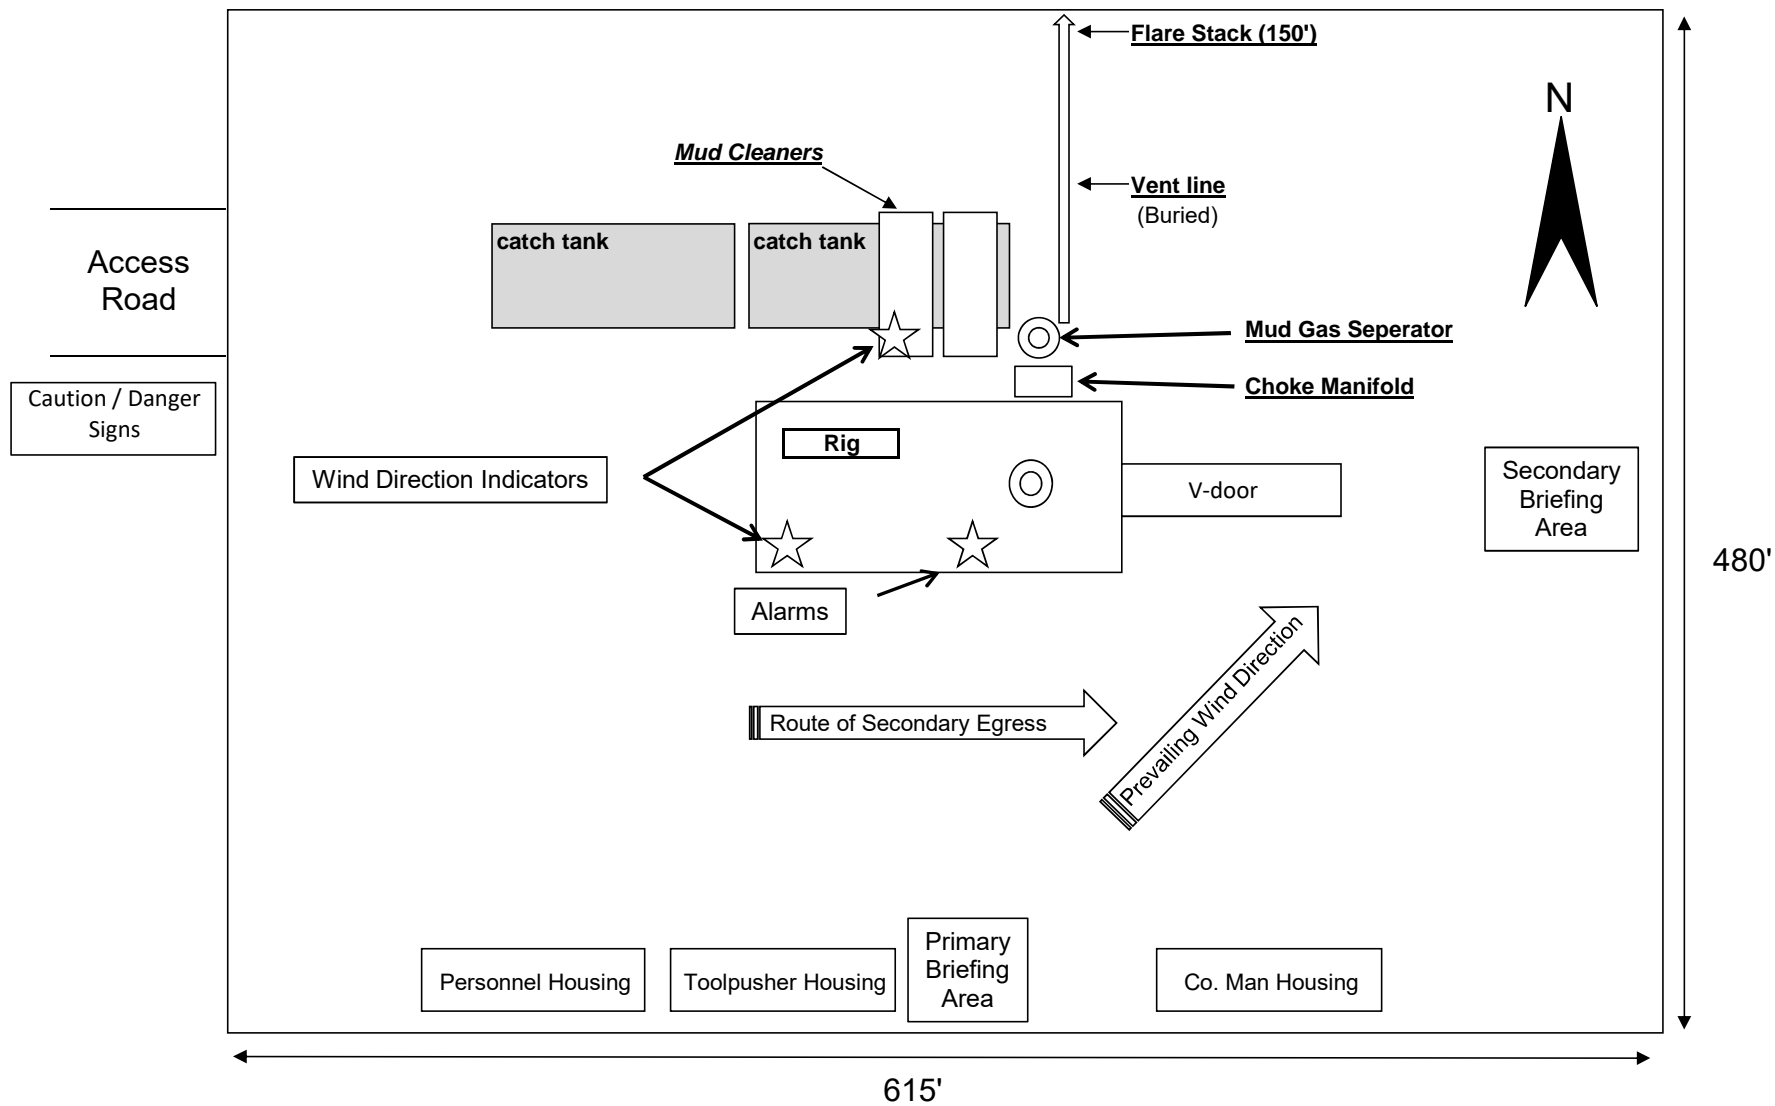 Flare Stack (150')
N
Mud Cleaners
Vent line
(Buried)
catch tank
catch tank
Access
Road
Mud Gas Seperator
Choke Manifold
Caution / Danger
Signs
Rig
Wind Direction Indicators
V-door
Secondary
Briefing
Area
480'
Alarms
Prevailing Wind Direction
Route of Secondary Egress
Primary
Briefing
Area
Personnel Housing
Toolpusher Housing
Co. Man Housing
615'